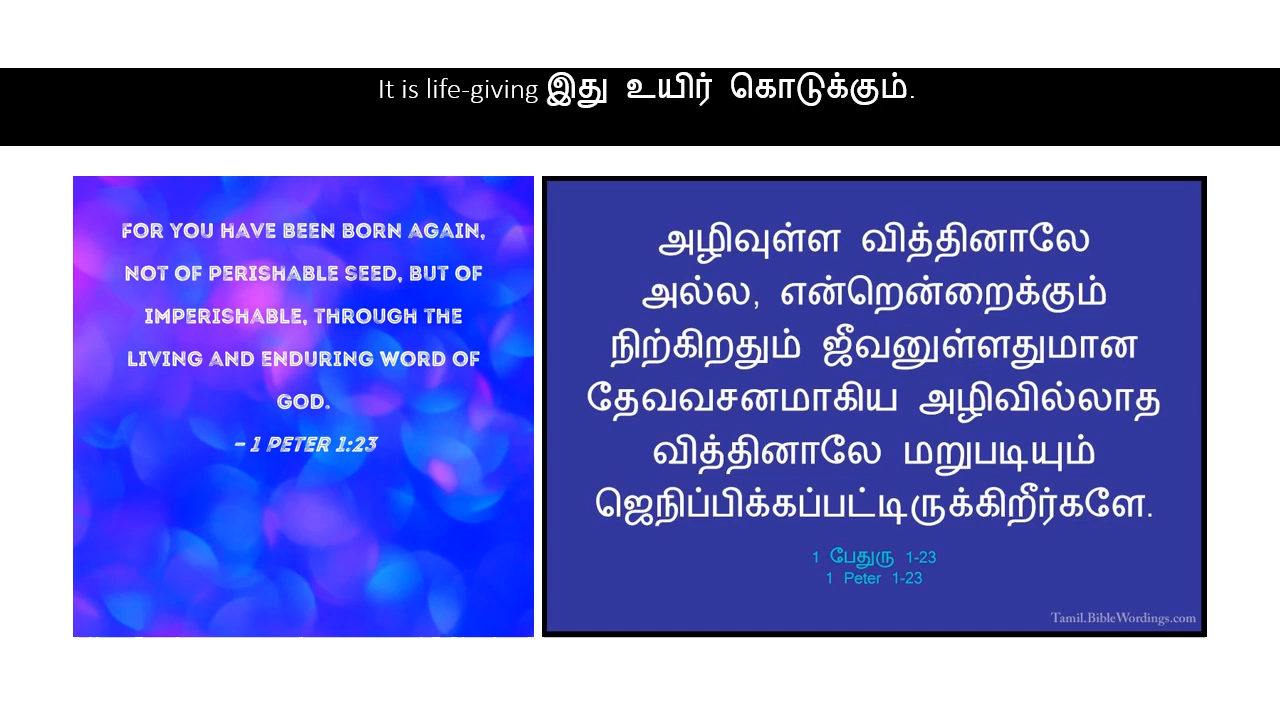 It is life-giving இது உயிர் கொடுக்கும்.
FOR YOU HAVE BEEN BORN AGAIN,
NOT OF PERISHABLE SEED, BUT OF
IMPERISHABLE, THROUGH THE
LIVING AND ENDURING WORD OF
GOD.
– 1 PETER 1:23
அழிவுள்ள வித்தினாலே
அல்ல, என்றென்றைக்கும்
நிற்கிறதும் ஜீவனுள்ளதுமான
தேவவசனமாகிய அழிவில்லாத
வித்தினாலே மறுபடியும்
ஜெநிப்பிக்கப்பட்டிருக்கிறீர்களே.
1 பேதுரு 1-23
1 Peter 1-23
Tamil.BibleWordings.com